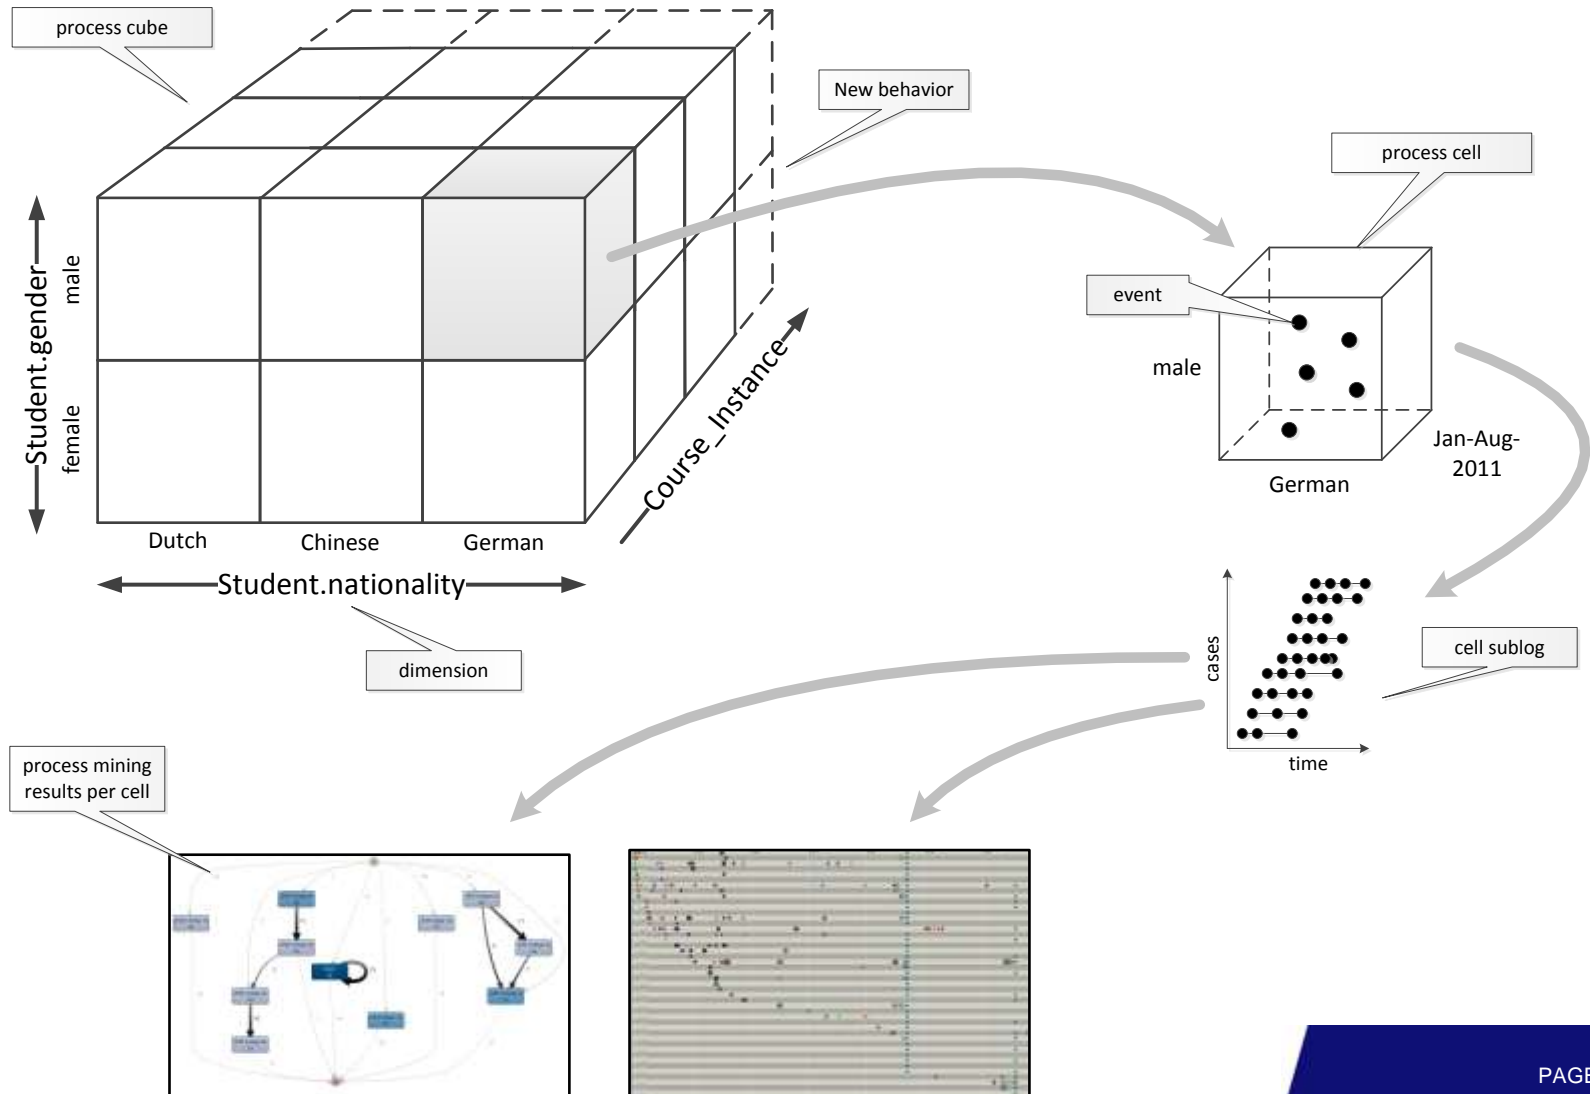 process cube
New behavior
process cell
event
male
Student.gender
male
female
Course_Instance
Jan-Aug-
2011
German
Dutch
Chinese
German
Student.nationality
dimension
cases
cell sublog
time
process mining
results per cell
PAGE